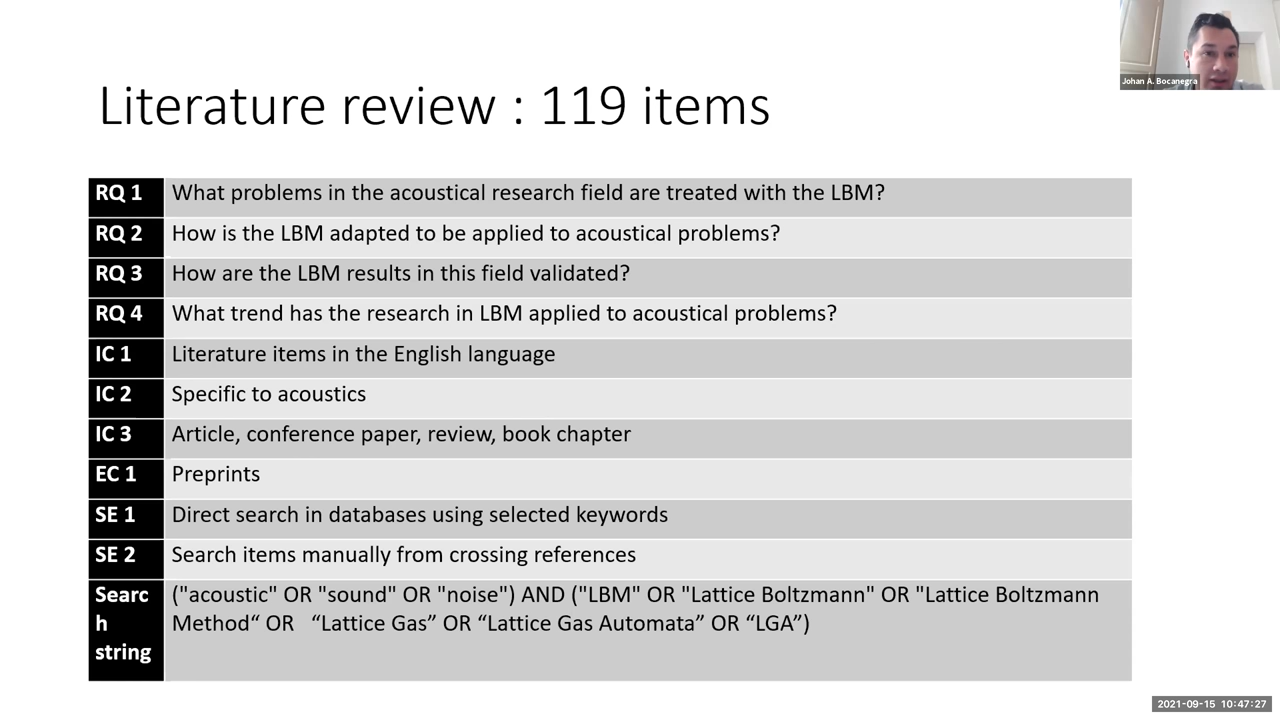 Johan A. Bocanegra
Literature review : 119 items
RQ 1 What problems in the acoustical research field are treated with the LBM?
RQ 2 How is the LBM adapted to be applied to acoustical problems?
RQ 3 How are the LBM results in this field validated?
RQ 4 What trend has the research in LBM applied to acoustical problems?
IC 1 Literature items in the English language
IC 2 Specific to acoustics
IC 3 Article, conference paper, review, book chapter
EC 1 Preprints
SE 1 Direct search in databases using selected keywords
SE 2 Search items manually from crossing references
Searc
h
string
("acoustic" OR "sound" OR "noise") AND ("LBM" OR "Lattice Boltzmann" OR "Lattice Boltzmann
Method“ OR “Lattice Gas” OR “Lattice Gas Automata” OR “LGA”)
2021-09-15 10:47:27